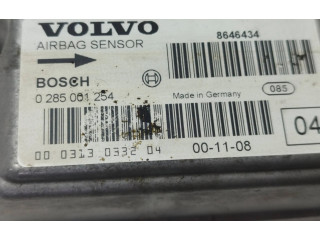 VOLVO
AIRBAG SENSOR
8646434
BOSCH
0 285 001 254
Made in Germany
085
04
00 0313 0332 04
00-11-08